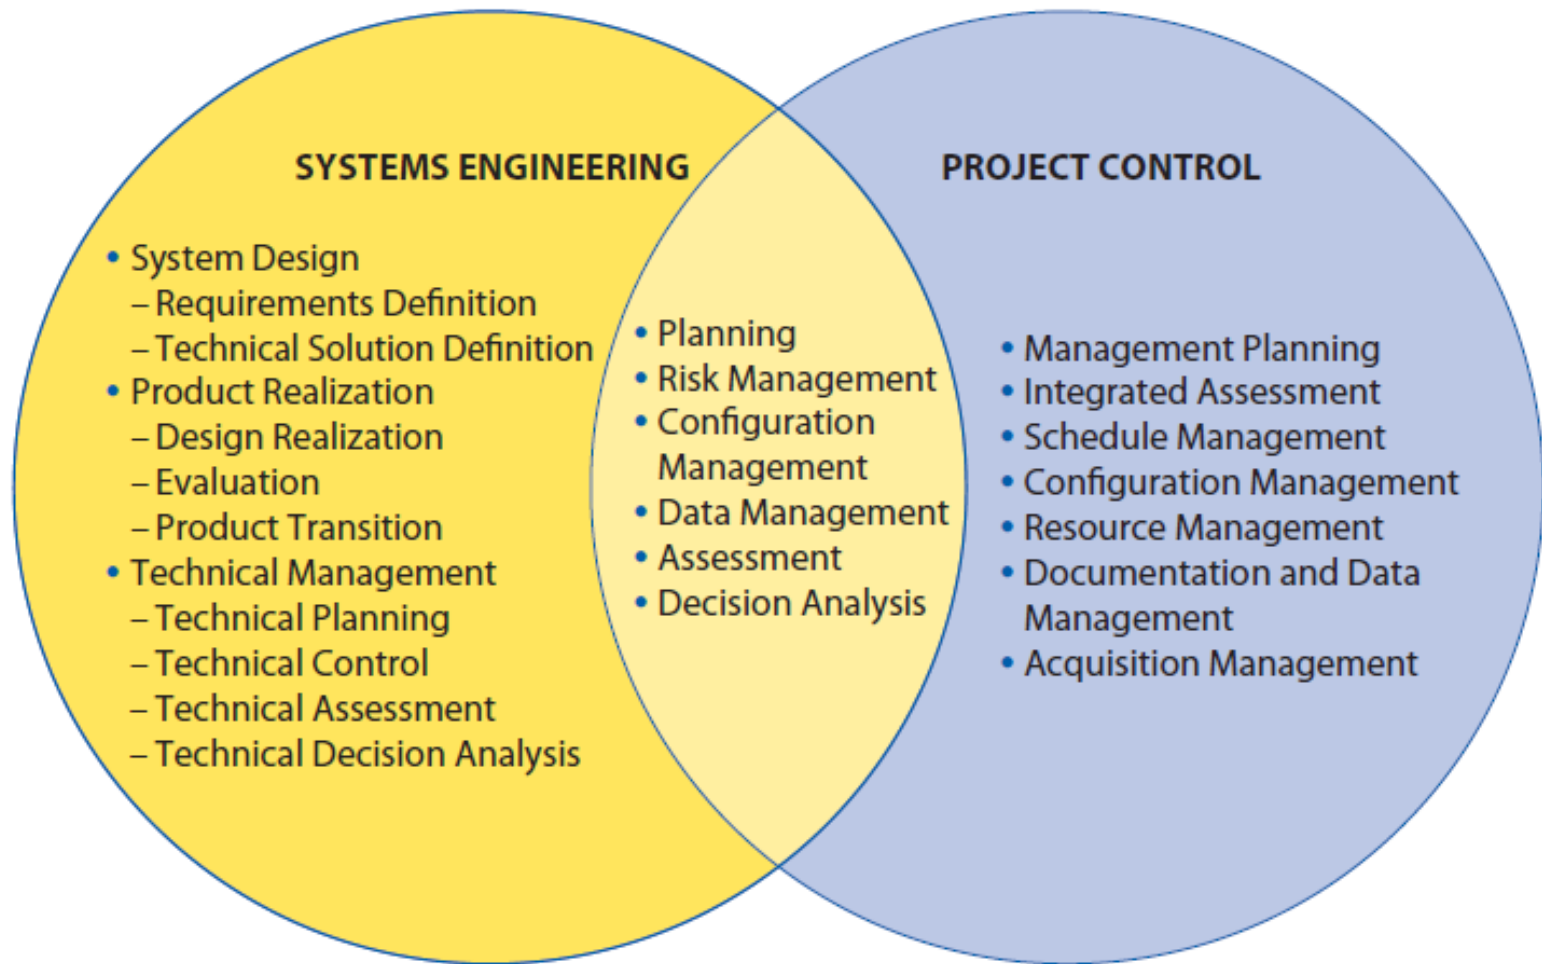 SYSTEMS ENGINEERING
• System Design
– Requirements Definition
– Technical Solution Definition
• Product Realization
– Design Realization
– Evaluation
– Product Transition
• Technical Management
– Technical Planning
– Technical Control
– Technical Assessment
– Technical Decision Analysis
• Planning
• Risk Management
• Configuration
Management
• Data Management
• Assessment
• Decision Analysis
PROJECT CONTROL
• Management Planning
• Integrated Assessment
• Schedule Management
• Configuration Management
• Resource Management
• Documentation and Data
Management
• Acquisition Management